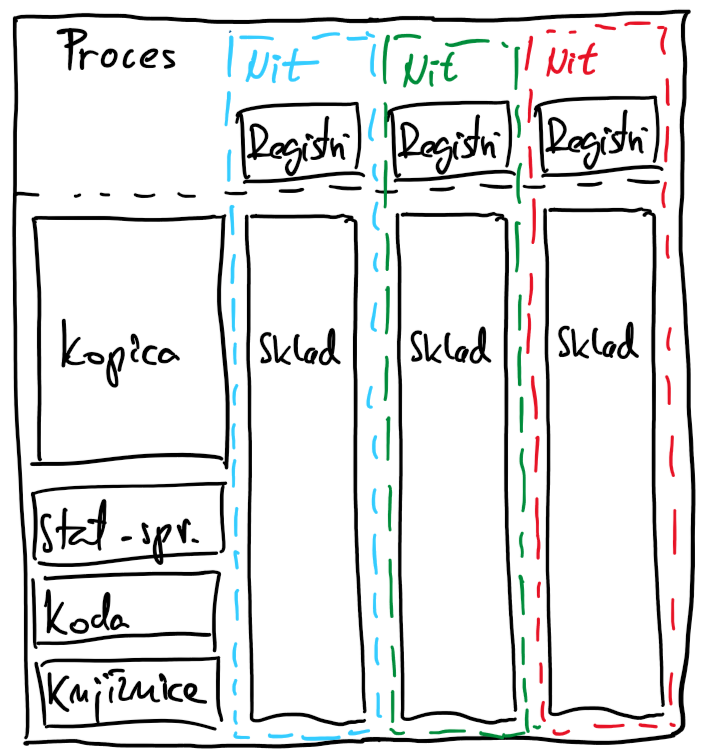 Proces
Nit
Nit
Nit
Registri
Registri
Registri
Kopica
Sklad
Sklad
Sklad
Stat. spr.
Koda
Knjižnice